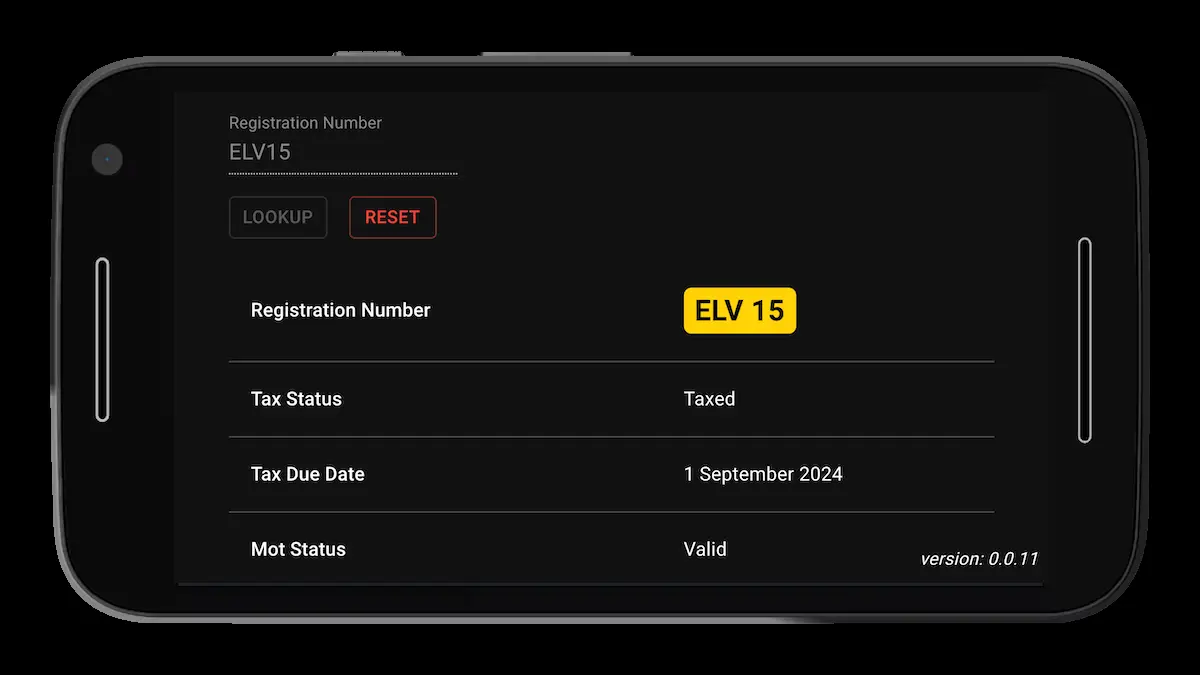 Registration Number
ELV15
LOOKUP RESET
Registration Number ELV 15
Tax Status Taxed
Tax Due Date 1 September 2024
Mot Status Valid
version: 0.0.11